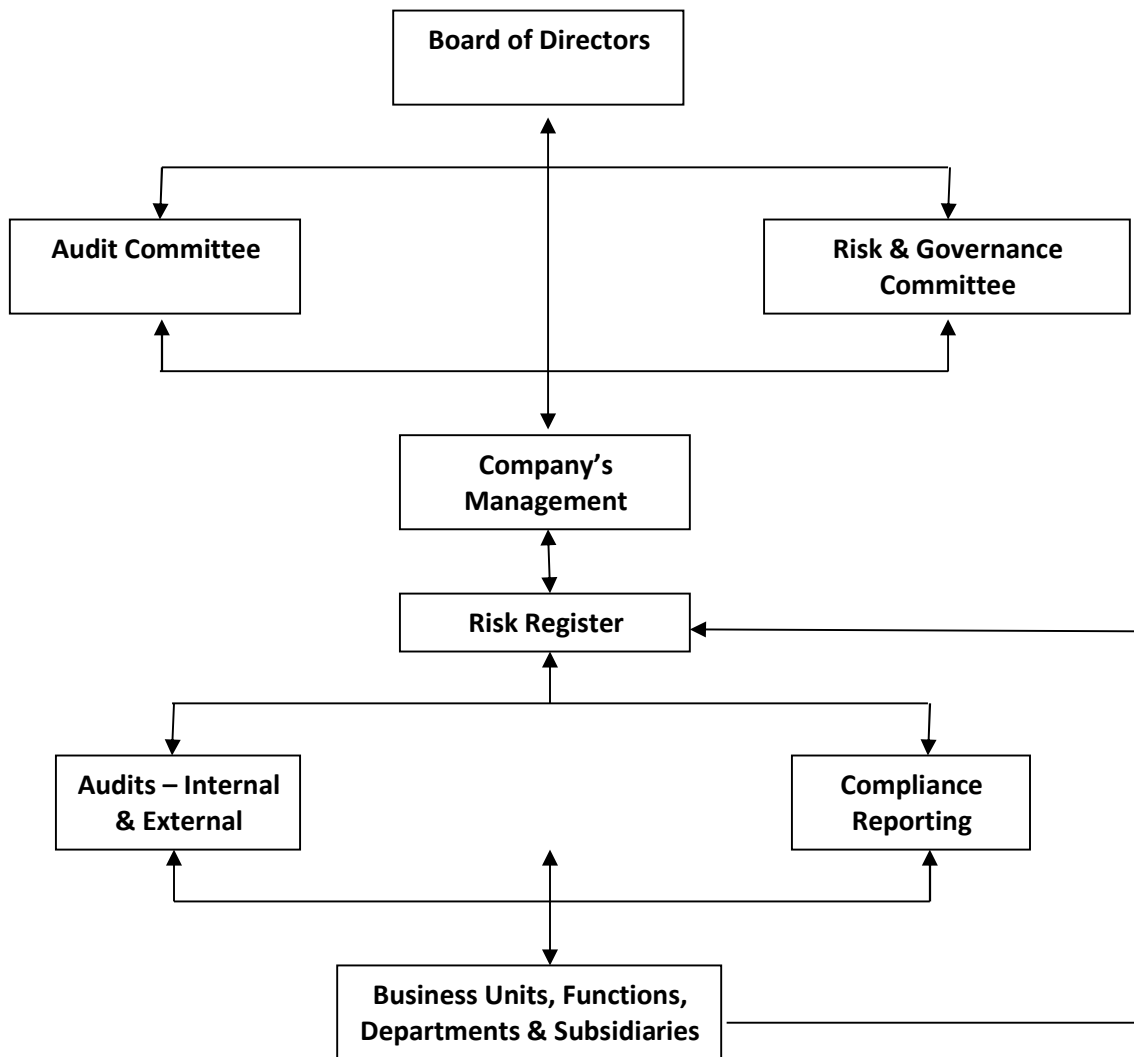 Board of Directors
Audit Committee
Risk & Governance
Committee
Company’s
Management
Risk Register
Audits – Internal
& External
Compliance
Reporting
Business Units, Functions,
Departments & Subsidiaries